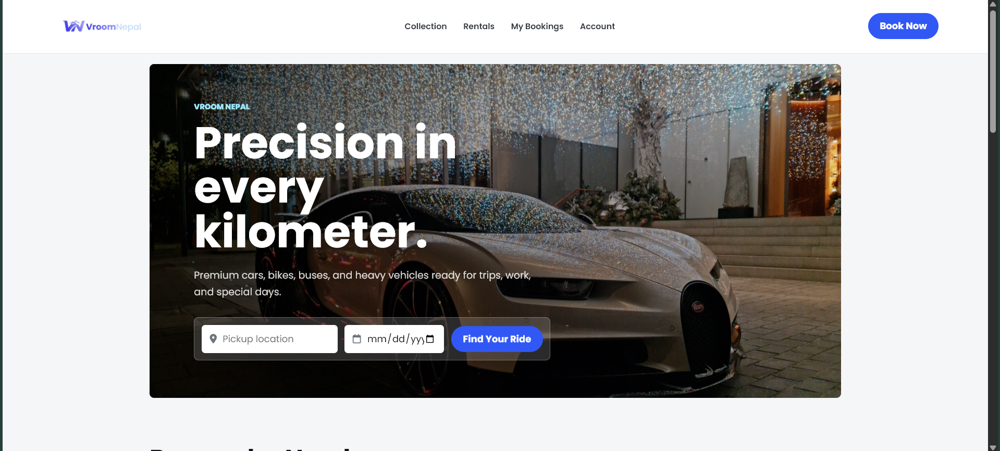 VroomNepal
Collection Rentals My Bookings Account
Book Now
VROOM NEPAL
Precision in
every
kilometer.
Premium cars, bikes, buses, and heavy vehicles ready for trips, work,
and special days.
Pickup location
mm/dd/yyy
Find Your Ride